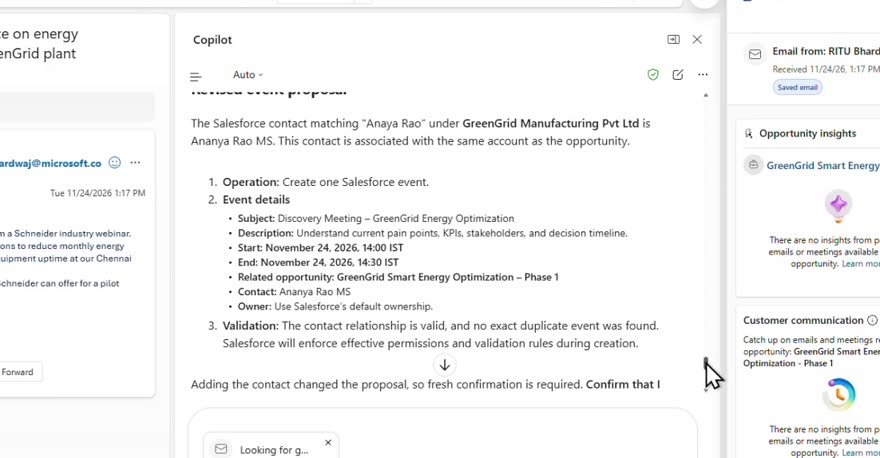 e on energy
enGrid plant
ardwaj@microsoft.co
Tue 11/24/2026 1:17 PM
m a Schneider industry webinar.
ons to reduce monthly energy
uipment uptime at our Chennai
chneider can offer for a pilot
Forward
Copilot
Auto
Revised event proposal
The Salesforce contact matching “Anaya Rao” under GreenGrid Manufacturing Pvt Ltd is
Ananya Rao MS. This contact is associated with the same account as the opportunity.
1. Operation: Create one Salesforce event.
2. Event details
• Subject: Discovery Meeting – GreenGrid Energy Optimization
• Description: Understand current pain points, KPIs, stakeholders, and decision timeline.
• Start: November 24, 2026, 14:00 IST
• End: November 24, 2026, 14:30 IST
• Related opportunity: GreenGrid Smart Energy Optimization – Phase 1
• Contact: Ananya Rao MS
• Owner: Use Salesforce’s default ownership.
3. Validation: The contact relationship is valid, and no exact duplicate event was found.
Salesforce will enforce effective permissions and validation rules during creation.
Adding the contact changed the proposal, so fresh confirmation is required. Confirm that I
Looking for g...
Email from: RITU Bhard
Received 11/24/26, 1:17 PM
Saved email
Opportunity insights
GreenGrid Smart Energy
There are no insights from p
emails or meetings available
opportunity. Learn mo
Customer communication
Catch up on emails and meetings re
opportunity: GreenGrid Smart Ener
Optimization - Phase 1
There are no insights from p
emails or meetings available
opportunity. Learn mo